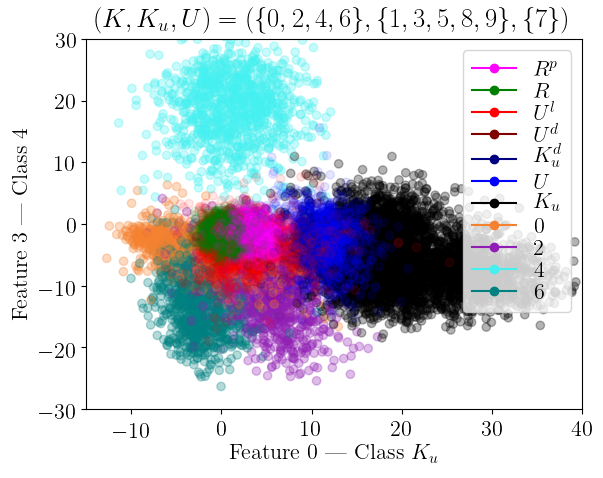 (K, K_u, U) = ({0, 2, 4, 6}, {1, 3, 5, 8, 9}, {7})
30
20
10
0
−10
−20
−30
Feature 3 — Class 4
R^p
R
U^l
U^d
K_u^d
U
K_u
0
2
4
6
−10 0 10 20 30 40
Feature 0 — Class K_u